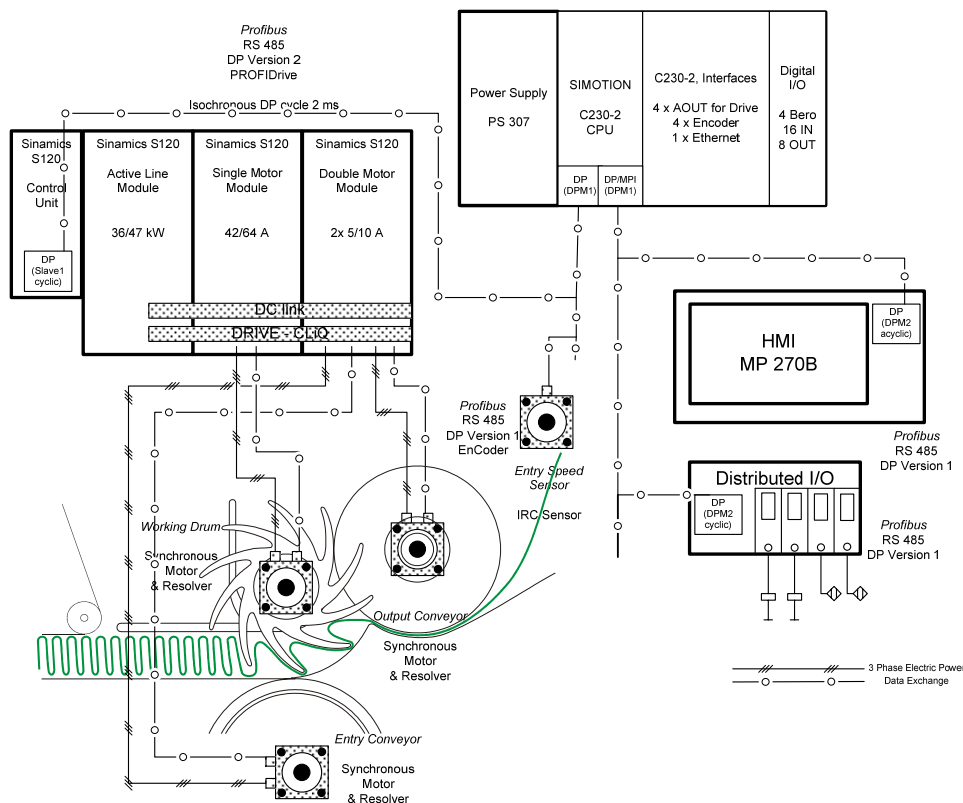 Profibus
RS 485
DP Version 2
PROFIDrive
Isochronous DP cycle 2 ms
Sinamics
S120
Control
Unit
DP
(Slave1
cyclic)
Sinamics S120
Active Line
Module
36/47 kW
Sinamics S120
Single Motor
Module
42/64 A
Sinamics S120
Double Motor
Module
2x 5/10 A
DC link
DRIVE - CLiQ
Power Supply
PS 307
SIMOTION
C230-2
CPU
DP
(DPM1)
DP/MPI
(DPM1)
C230-2, Interfaces
4 x AOUT for Drive
4 x Encoder
1 x Ethernet
Digital
I/O
4 Bero
16 IN
8 OUT
HMI
MP 270B
DP
(DPM2
acyclic)
Profibus
RS 485
DP Version 1
EnCoder
Entry Speed
Sensor
IRC Sensor
Profibus
RS 485
DP Version 1
Distributed I/O
DP
(DPM2
cyclic)
Profibus
RS 485
DP Version 1
Working Drum
Synchronous
Motor
& Resolver
Output Conveyor
Synchronous
Motor
& Resolver
Entry Conveyor
Synchronous
Motor
& Resolver
3 Phase Electric Power
Data Exchange